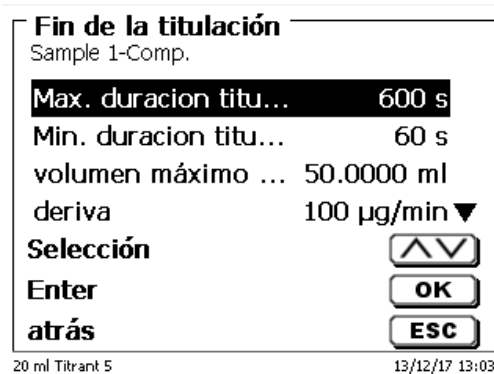 Fin de la titulación
Sample 1-Comp.
Max. duracion titu... 600 s
Min. duracion titu... 60 s
volumen máximo ... 50.0000 ml
deriva 100 µg/min▼
Selección
Enter OK
atrás ESC
20 ml Titrant 5 13/12/17 13:03